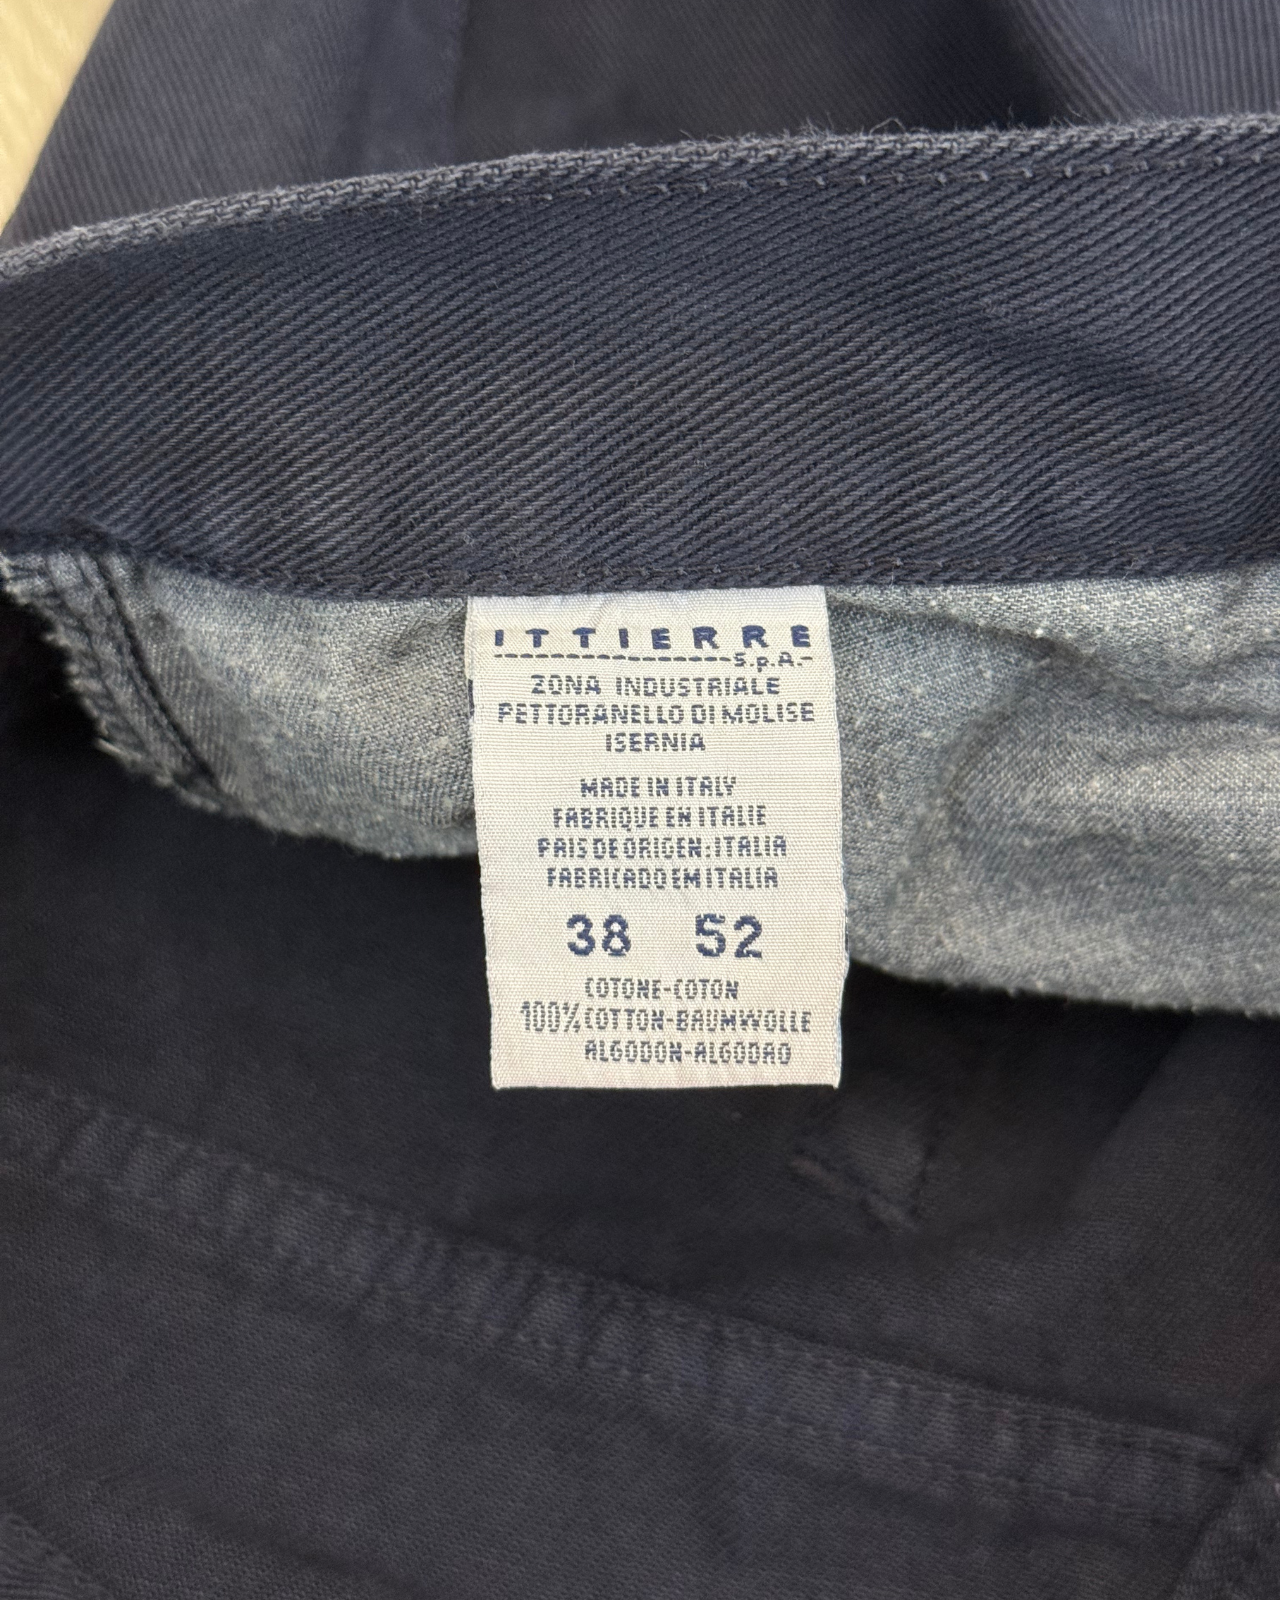 ITTIERRE
S.p.A.
ZONA INDUSTRIALE
PETTORANELLO DI MOLISE
ISERNIA
MADE IN ITALY
FABRIQUE EN ITALIE
PAIS DE ORIGEN: ITALIA
FABRICADO EM ITALIA
38 52
COTONE-COTON
100% COTTON-BAUMWOLLE
ALGODON-ALGODAO